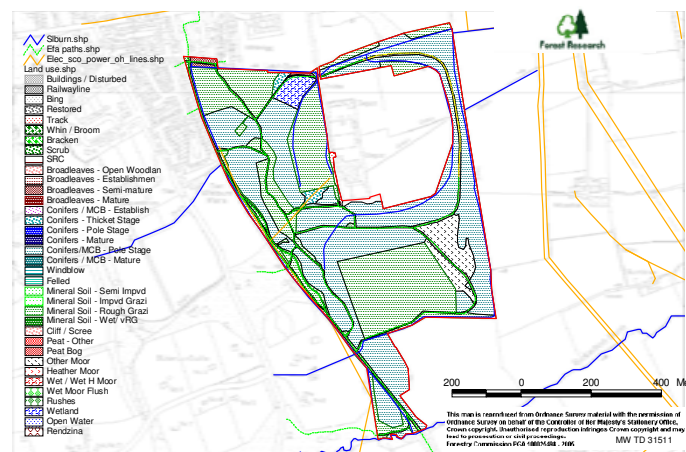 Slburn.shp
Efa paths.shp
Elec_sco_power_oh_lines.shp
Land use.shp
Buildings / Disturbed
Railwayline
Bing
Restored
Track
Whin / Broom
Bracken
Scrub
SRC
Broadleaves - Open Woodlan
Broadleaves - Establishmen
Broadleaves - Semi-mature
Broadleaves - Mature
Conifers / MCB - Establish
Conifers - Thicket Stage
Conifers - Pole Stage
Conifers - Mature
Conifers/MCB - Pole Stage
Conifers / MCB - Mature
Windblow
Felled
Mineral Soil - Semi Impvd
Mineral Soil - Impvd Grazi
Mineral Soil - Rough Grazi
Mineral Soil - Wet/ vRG
Cliff / Scree
Peat - Other
Peat Bog
Other Moor
Heather Moor
Wet / Wet H Moor
Wet Moor Flush
Rushes
Wetland
Open Water
Rendzina
Forest Research
200 0 200 400 Me
This map is reproduced from Ordnance Survey material with the permission of
Ordnance Survey on behalf of the Controller of Her Majesty's Stationery Office,
Crown copyright. Unauthorised reproduction infringes Crown copyright and may
lead to prosecution or civil proceedings.
Forestry Commission PGA 100025498 - 2005
MW TD 31511